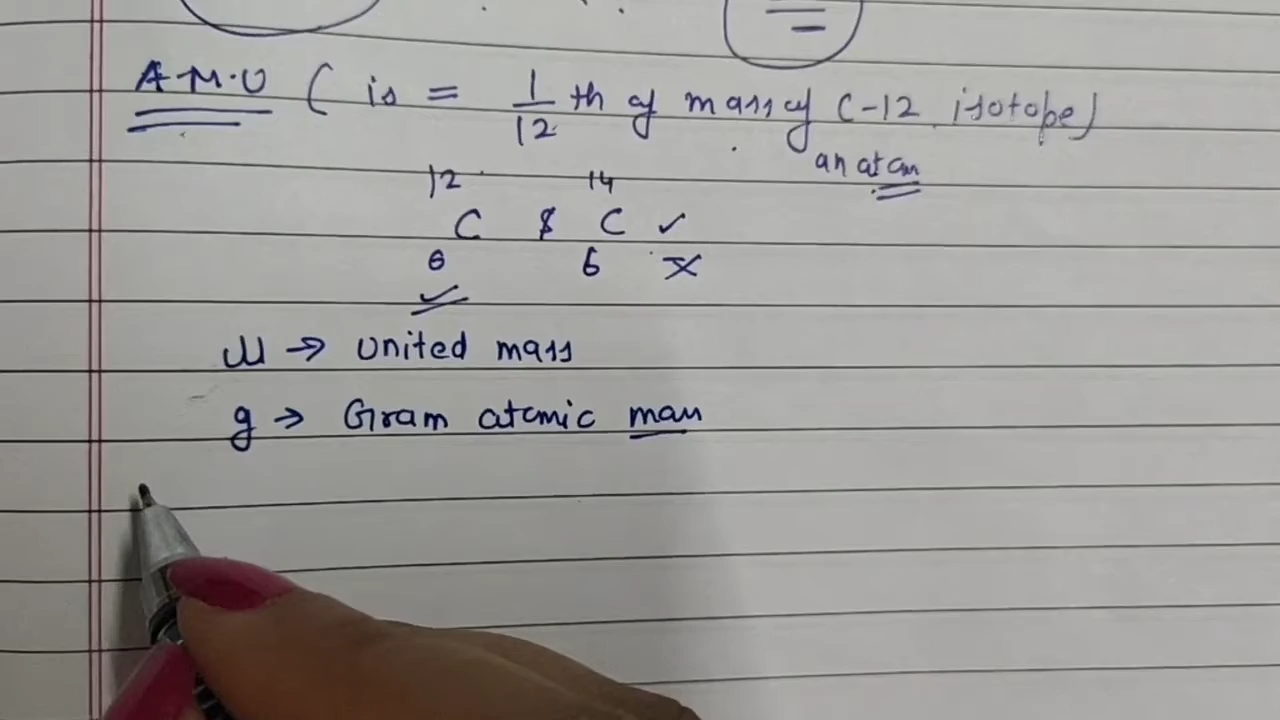 A.M.U ( is = 1/12 th of mass of C-12 isotope)
an atom
12 14
C & C ✓
6 6 ✗
✓
u → United mass
g → Gram atomic mass